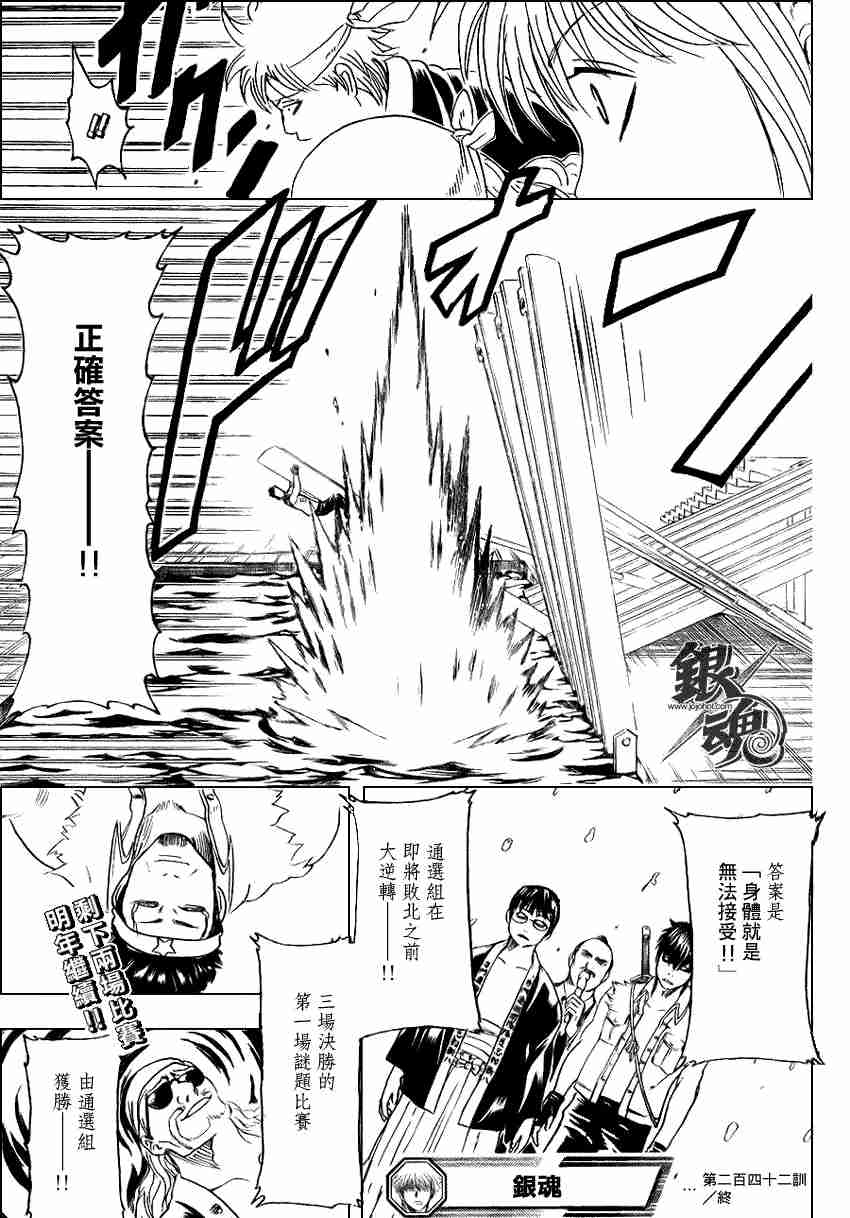 !!
ガガ
ガ
正確答案——!!
銀魂
www.jojohot.com
答案是
「身體就是
無法接受!!」
通選組在
即將敗北之前
大逆轉——!!
三場決勝的
第一場謎題比賽
剩下兩場比賽
明年繼續!!
由通選組
獲勝——!!
銀魂
…第二百四十二訓
／終